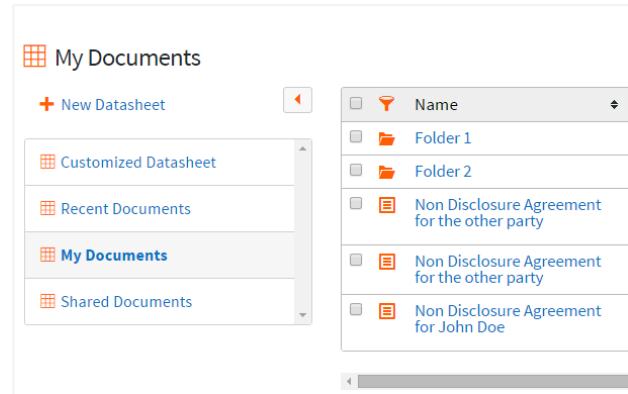 My Documents
New Datasheet
Customized Datasheet
Recent Documents
My Documents
Shared Documents
Name
Folder 1
Folder 2
Non Disclosure Agreement
for the other party
Non Disclosure Agreement
for the other party
Non Disclosure Agreement
for John Doe